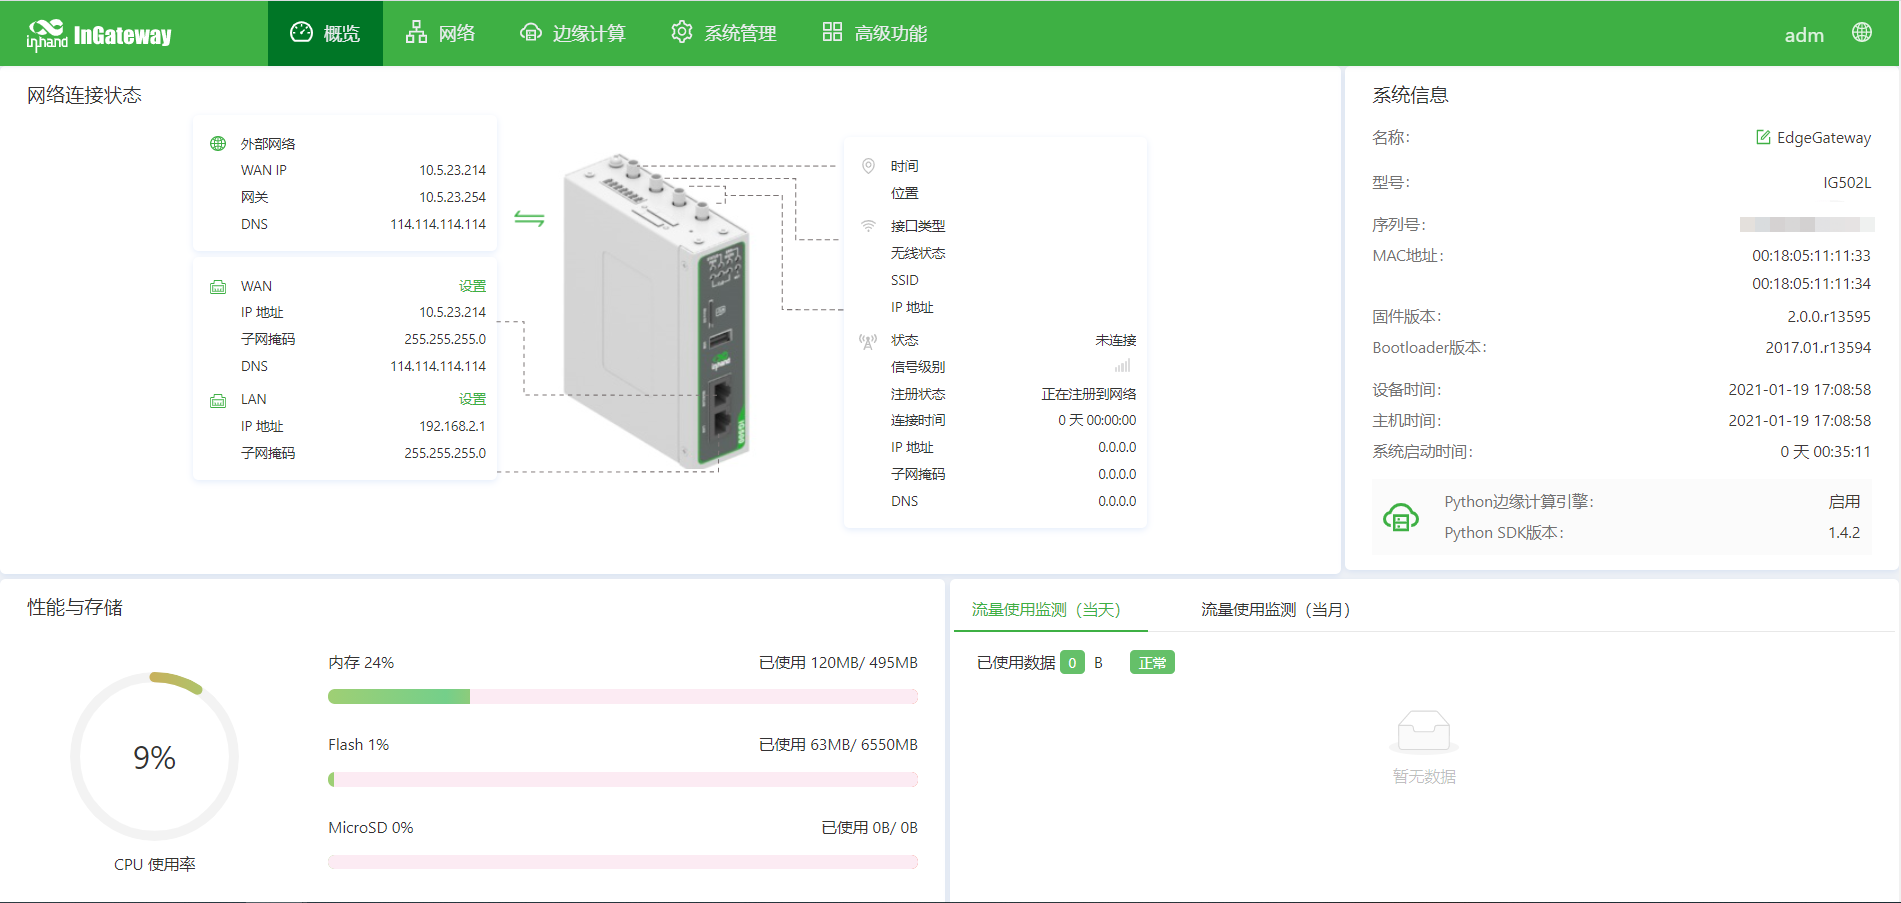 inhand InGateway
概览
网络
边缘计算
系统管理
高级功能
adm
网络连接状态
外部网络
WAN IP 10.5.23.214
网关 10.5.23.254
DNS 114.114.114.114
WAN 设置
IP 地址 10.5.23.214
子网掩码 255.255.255.0
DNS 114.114.114.114
LAN 设置
IP 地址 192.168.2.1
子网掩码 255.255.255.0
inhand
时间
位置
接口类型
无线状态
SSID
IP 地址
状态 未连接
信号级别
注册状态 正在注册到网络
连接时间 0 天 00:00:00
IP 地址 0.0.0.0
子网掩码 0.0.0.0
DNS 0.0.0.0
系统信息
名称: EdgeGateway
型号: IG502L
序列号:
MAC地址: 00:18:05:11:11:33
00:18:05:11:11:34
固件版本: 2.0.0.r13595
Bootloader版本: 2017.01.r13594
设备时间: 2021-01-19 17:08:58
主机时间: 2021-01-19 17:08:58
系统启动时间: 0 天 00:35:11
Python边缘计算引擎: 启用
Python SDK版本: 1.4.2
性能与存储
9%
CPU 使用率
内存 24% 已使用 120MB/ 495MB
Flash 1% 已使用 63MB/ 6550MB
MicroSD 0% 已使用 0B/ 0B
流量使用监测（当天）
流量使用监测（当月）
已使用数据 0 B 正常
暂无数据